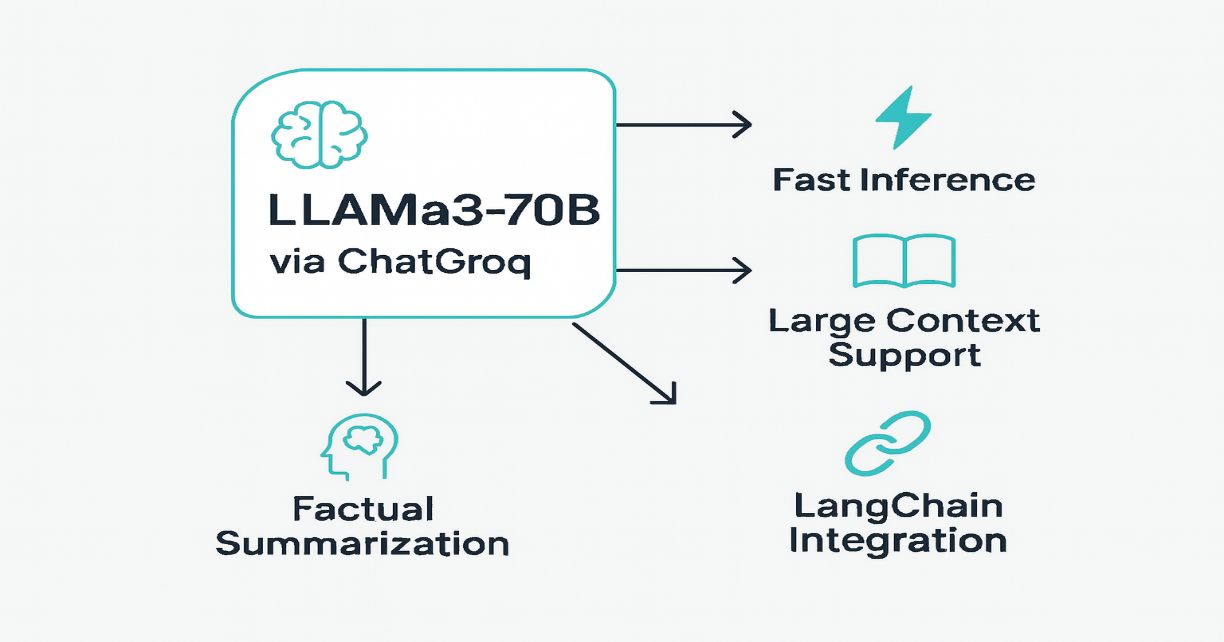 LLAMa3-70B
via ChatGroq
Fast Inference
Large Context
Support
Factual
Summarization
LangChain
Integration